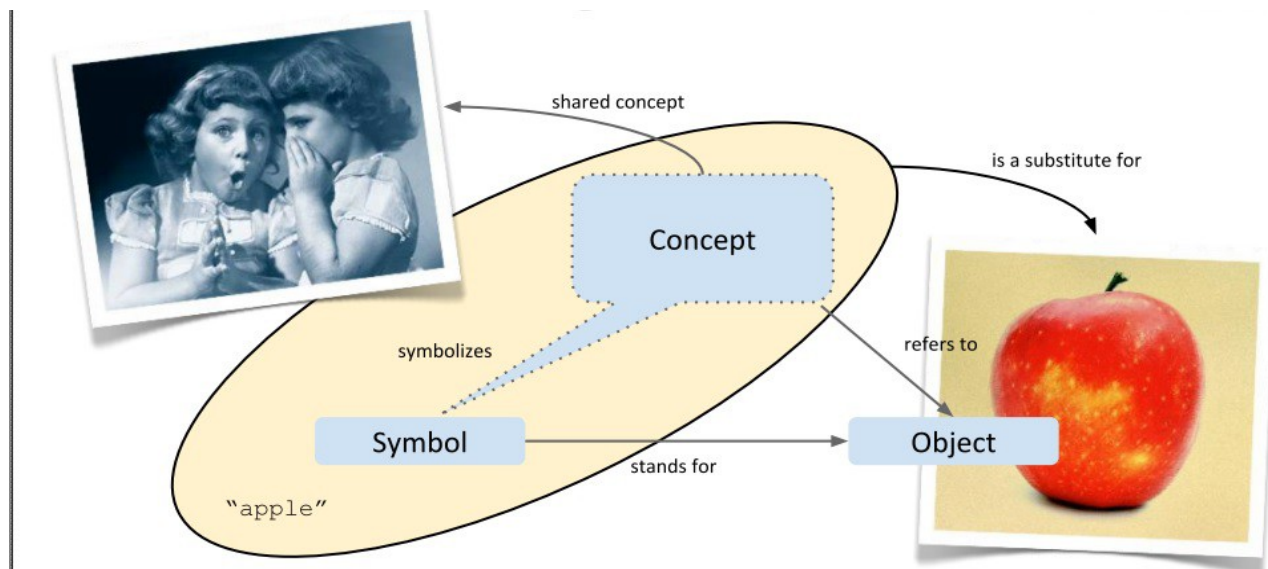 shared concept
is a substitute for
Concept
symbolizes
refers to
Symbol
Object
stands for
“apple”